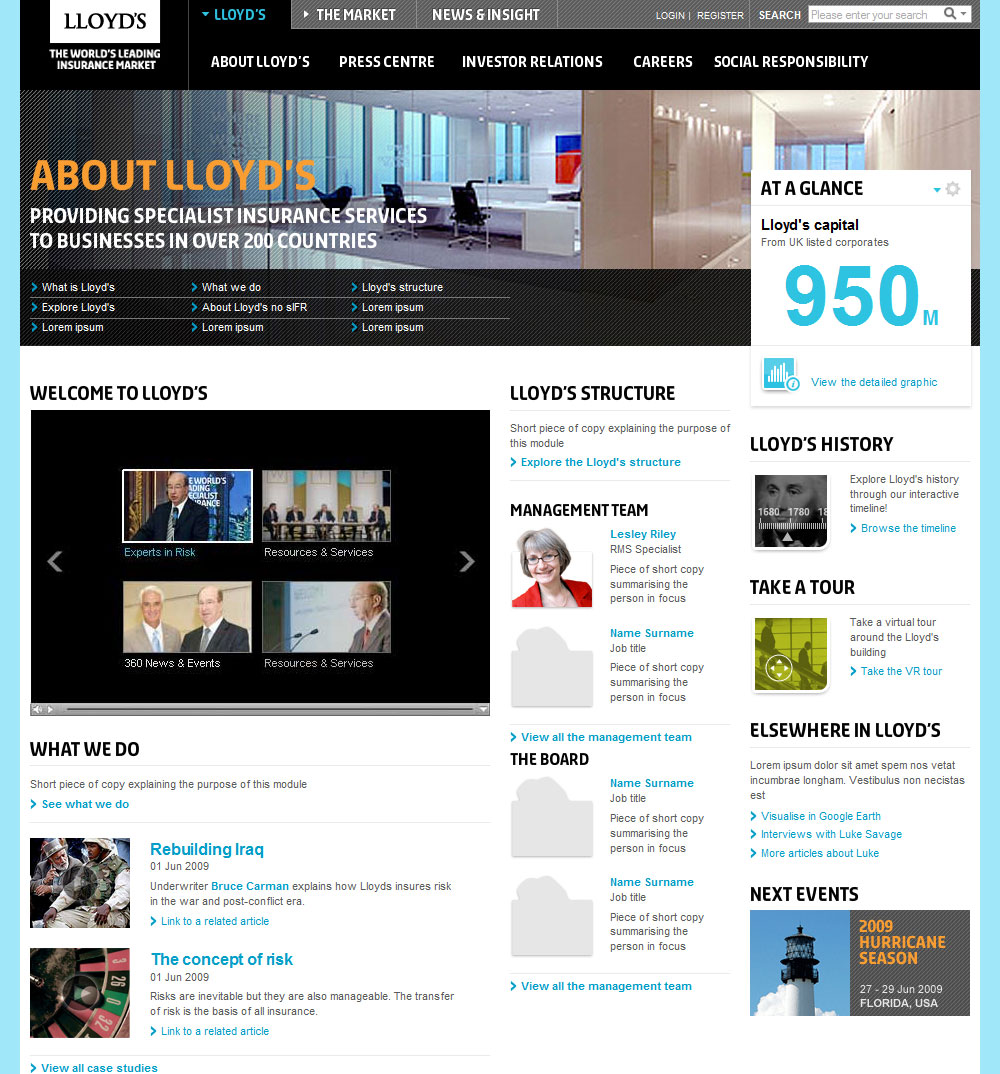 LLOYD'S
THE WORLD'S LEADING
INSURANCE MARKET
LLOYD'S
THE MARKET
NEWS & INSIGHT
LOGIN | REGISTER
SEARCH
Please enter your search
ABOUT LLOYD'S
PRESS CENTRE
INVESTOR RELATIONS
CAREERS
SOCIAL RESPONSIBILITY
ABOUT LLOYD'S
PROVIDING SPECIALIST INSURANCE SERVICES
TO BUSINESSES IN OVER 200 COUNTRIES
What is Lloyd's
What we do
Lloyd's structure
Explore Lloyd's
About Lloyd's no sIFR
Lorem ipsum
Lorem ipsum
Lorem ipsum
Lorem ipsum
AT A GLANCE
Lloyd's capital
From UK listed corporates
950 M
View the detailed graphic
WELCOME TO LLOYD'S
Experts in Risk
Resources & Services
360 News & Events
Resources & Services
WHAT WE DO
Short piece of copy explaining the purpose of this module
See what we do
Rebuilding Iraq
01 Jun 2009
Underwriter Bruce Carman explains how Lloyds insures risk
in the war and post-conflict era.
Link to a related article
The concept of risk
01 Jun 2009
Risks are inevitable but they are also manageable. The transfer
of risk is the basis of all insurance.
Link to a related article
View all case studies
LLOYD'S STRUCTURE
Short piece of copy explaining the purpose of
this module
Explore the Lloyd's structure
MANAGEMENT TEAM
Lesley Riley
RMS Specialist
Piece of short copy
summarising the
person in focus
Name Surname
Job title
Piece of short copy
summarising the
person in focus
View all the management team
THE BOARD
Name Surname
Job title
Piece of short copy
summarising the
person in focus
Name Surname
Job title
Piece of short copy
summarising the
person in focus
View all the management team
LLOYD'S HISTORY
1680 1780 18
Explore Lloyd's history
through our interactive
timeline!
Browse the timeline
TAKE A TOUR
Take a virtual tour
around the Lloyd's
building
Take the VR tour
ELSEWHERE IN LLOYD'S
Lorem ipsum dolor sit amet spem nos vetat
incumbrae longham. Vestibulus non necistas
est
Visualise in Google Earth
Interviews with Luke Savage
More articles about Luke
NEXT EVENTS
2009
HURRICANE
SEASON
27 - 29 Jun 2009
FLORIDA, USA